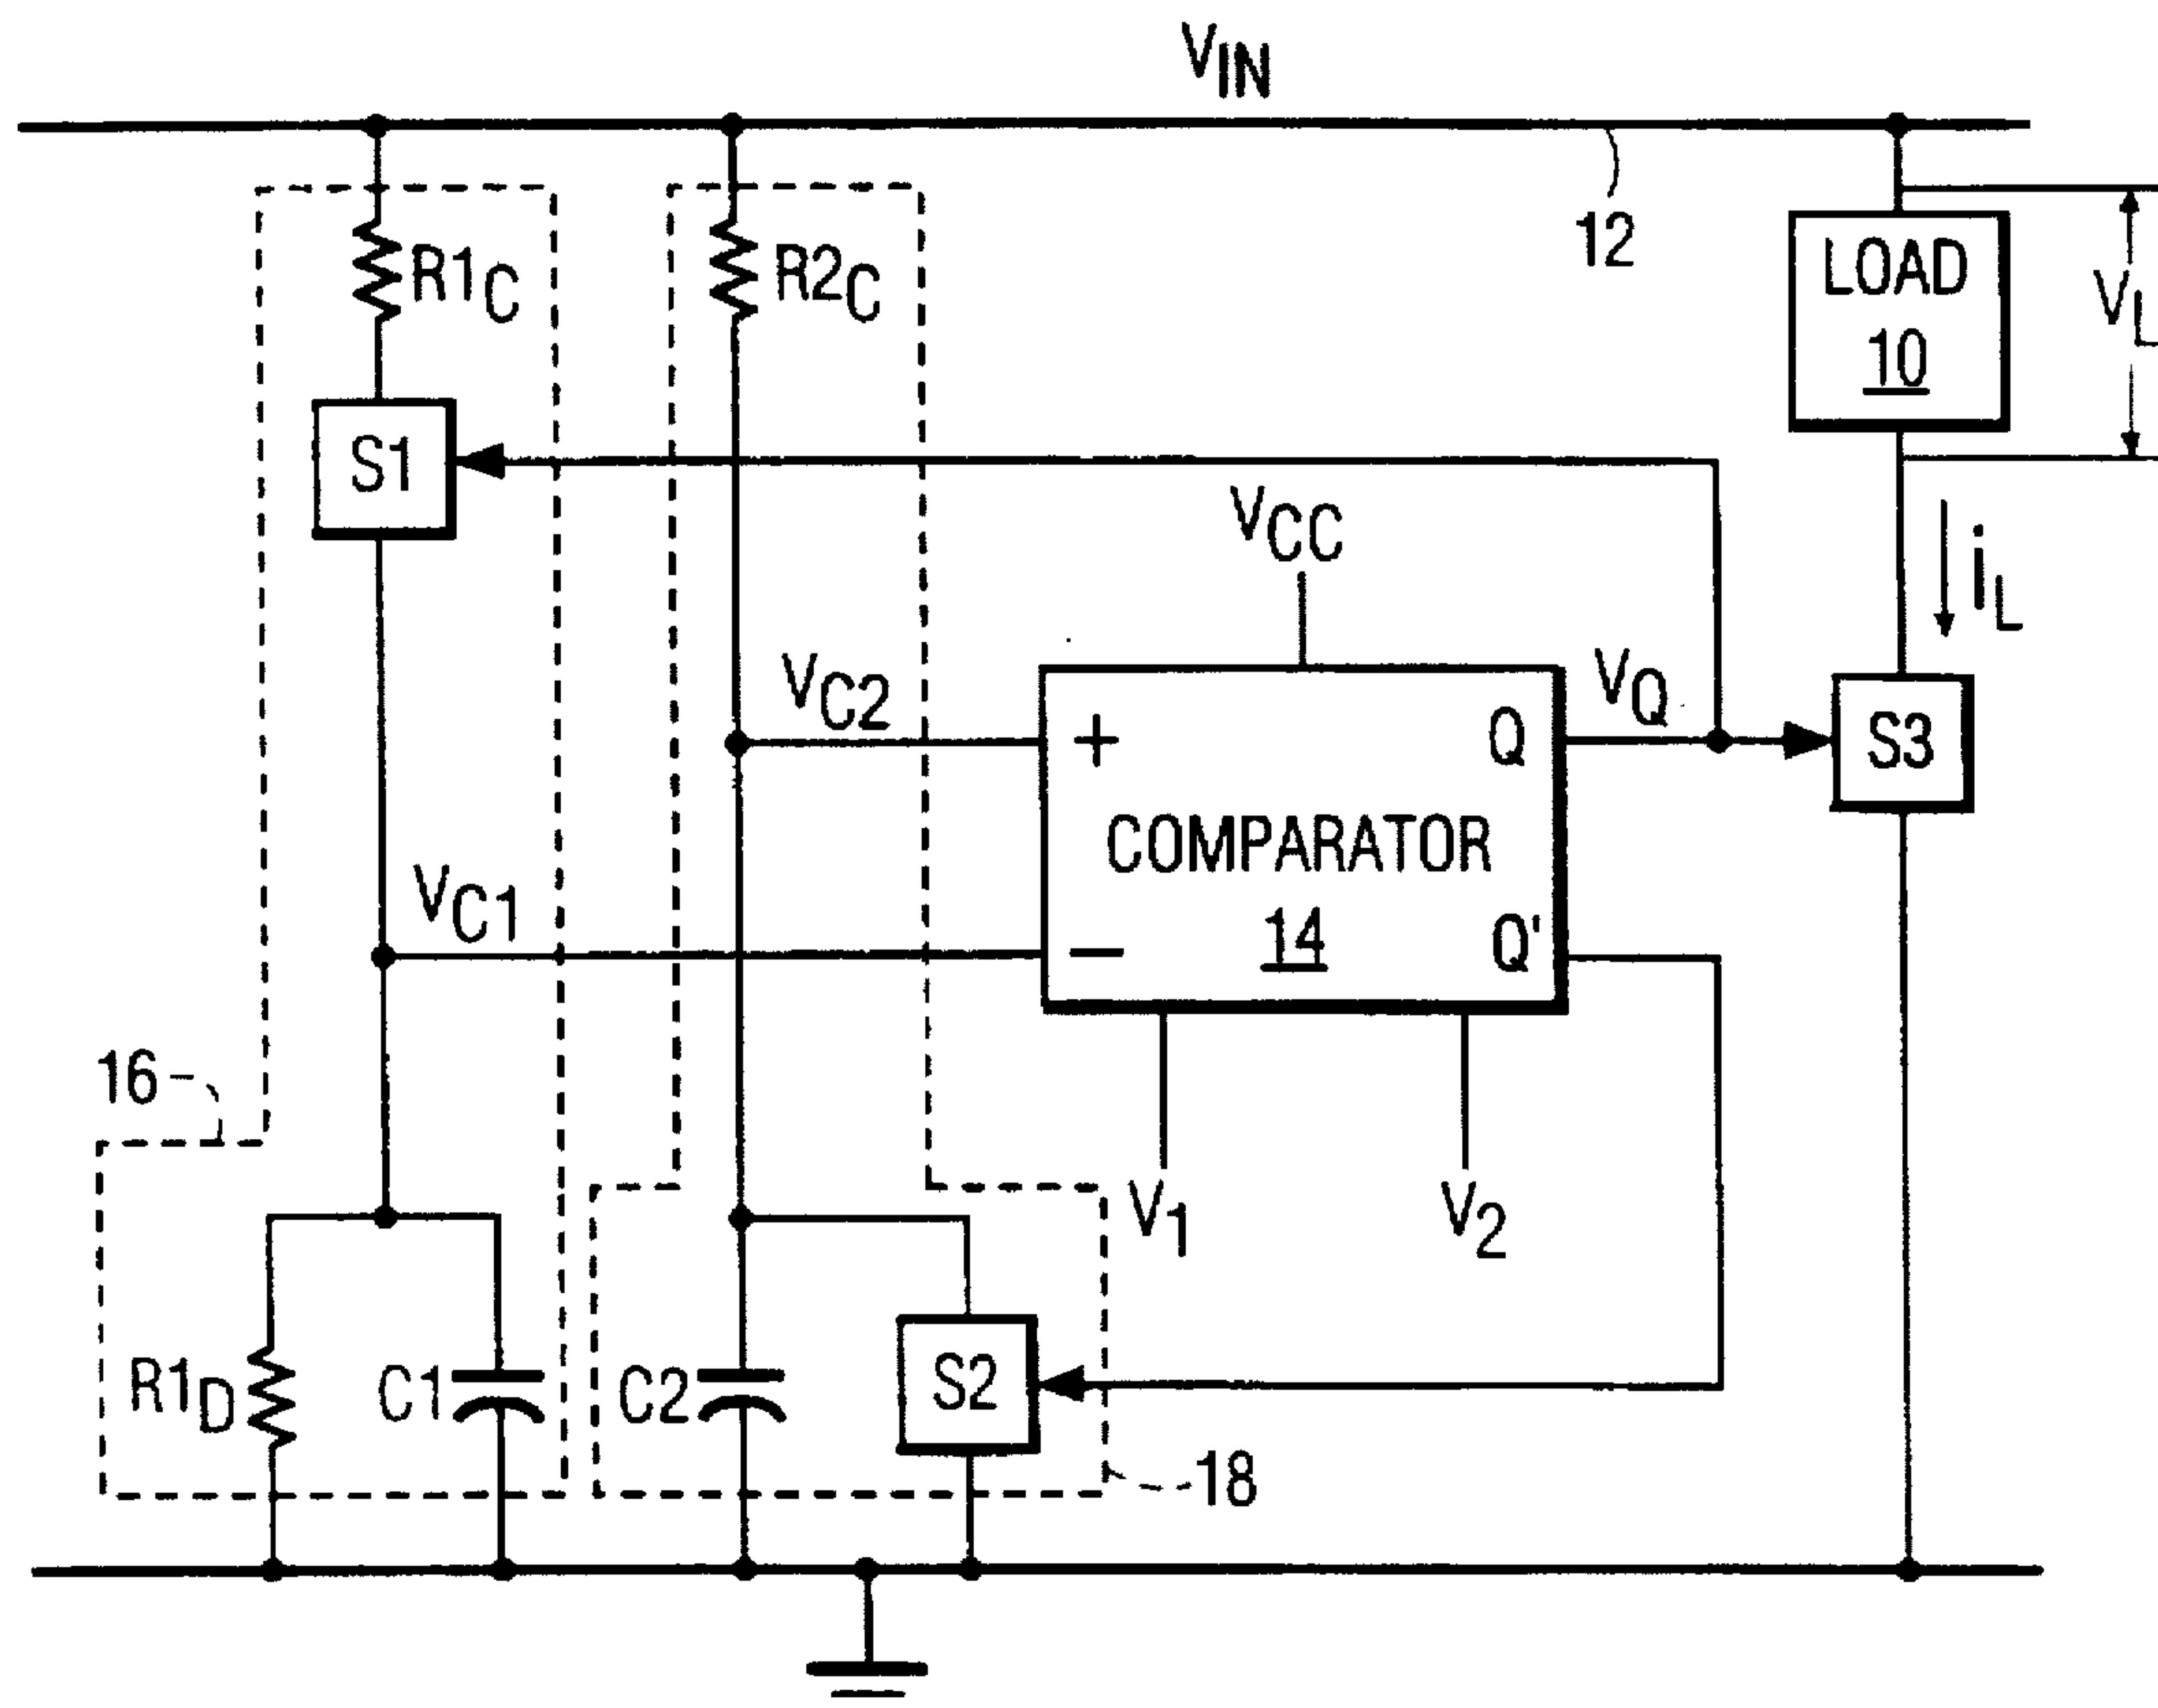 VIN
R1C
R2C
12
LOAD
10
VL
S1
VCC
iL
VC2
VQ
+
Q
S3
COMPARATOR
14
VC1
−
Q'
16
V1
V2
R1D
C1
C2
S2
18